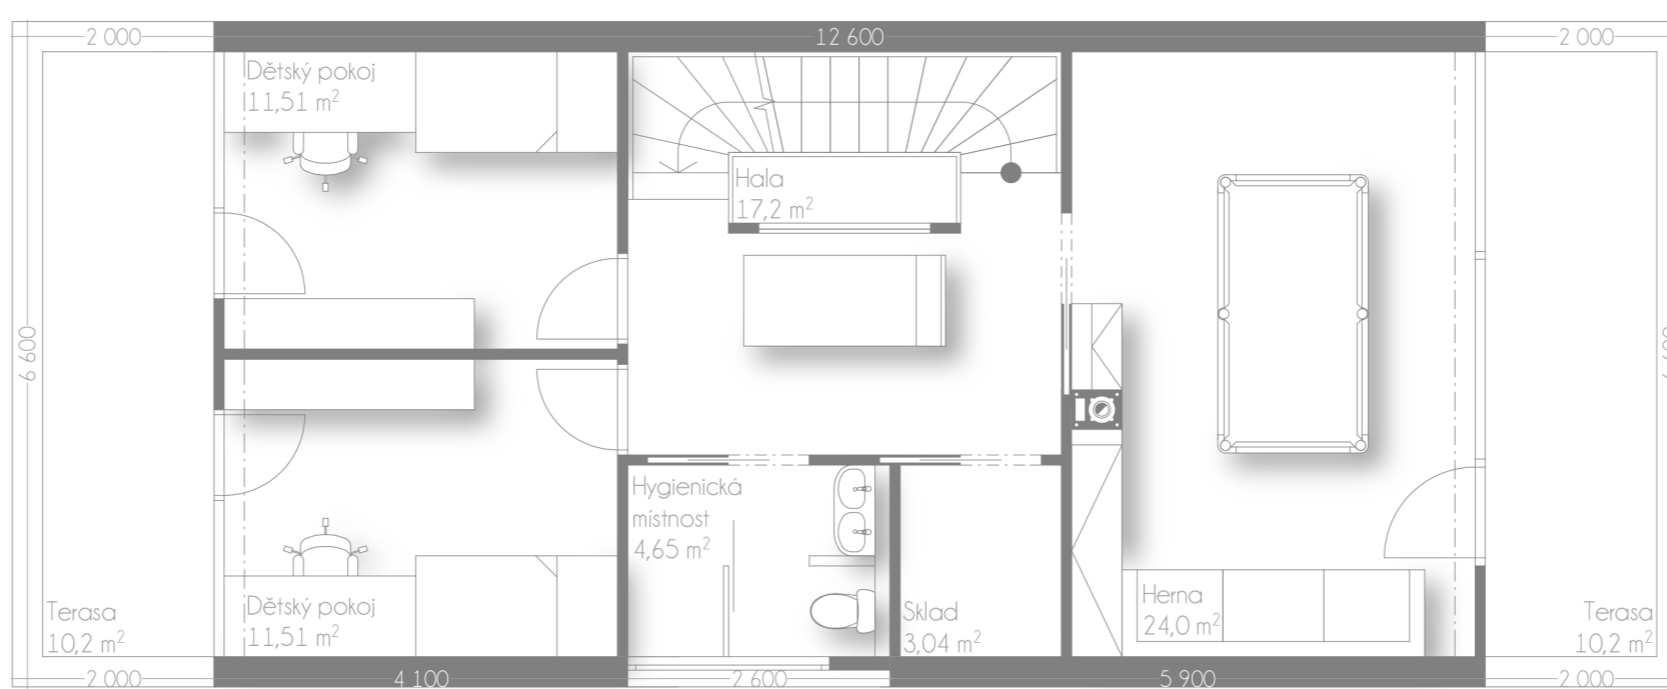 2 000
12 600
2 000
Dětský pokoj
11,51 m²
Hala
17,2 m²
6 600
Hygienická
místnost
4,65 m²
Terasa
10,2 m²
Dětský pokoj
11,51 m²
Sklad
3,04 m²
Herna
24,0 m²
Terasa
10,2 m²
2 000
4 100
2 600
5 900
2 000